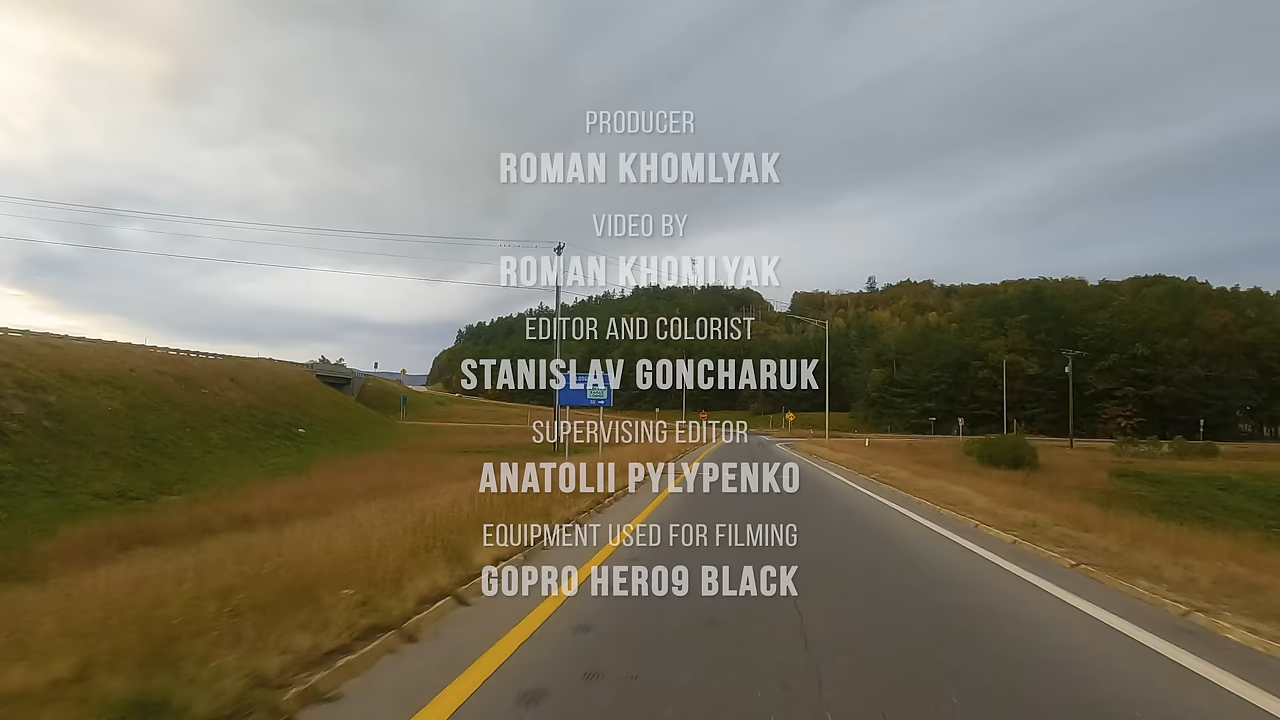 PRODUCER
ROMAN KHOMLYAK
VIDEO BY
ROMAN KHOMLYAK
EDITOR AND COLORIST
STANISLAV GONCHARUK
SUPERVISING EDITOR
ANATOLII PYLYPENKO
EQUIPMENT USED FOR FILMING
GOPRO HERO9 BLACK